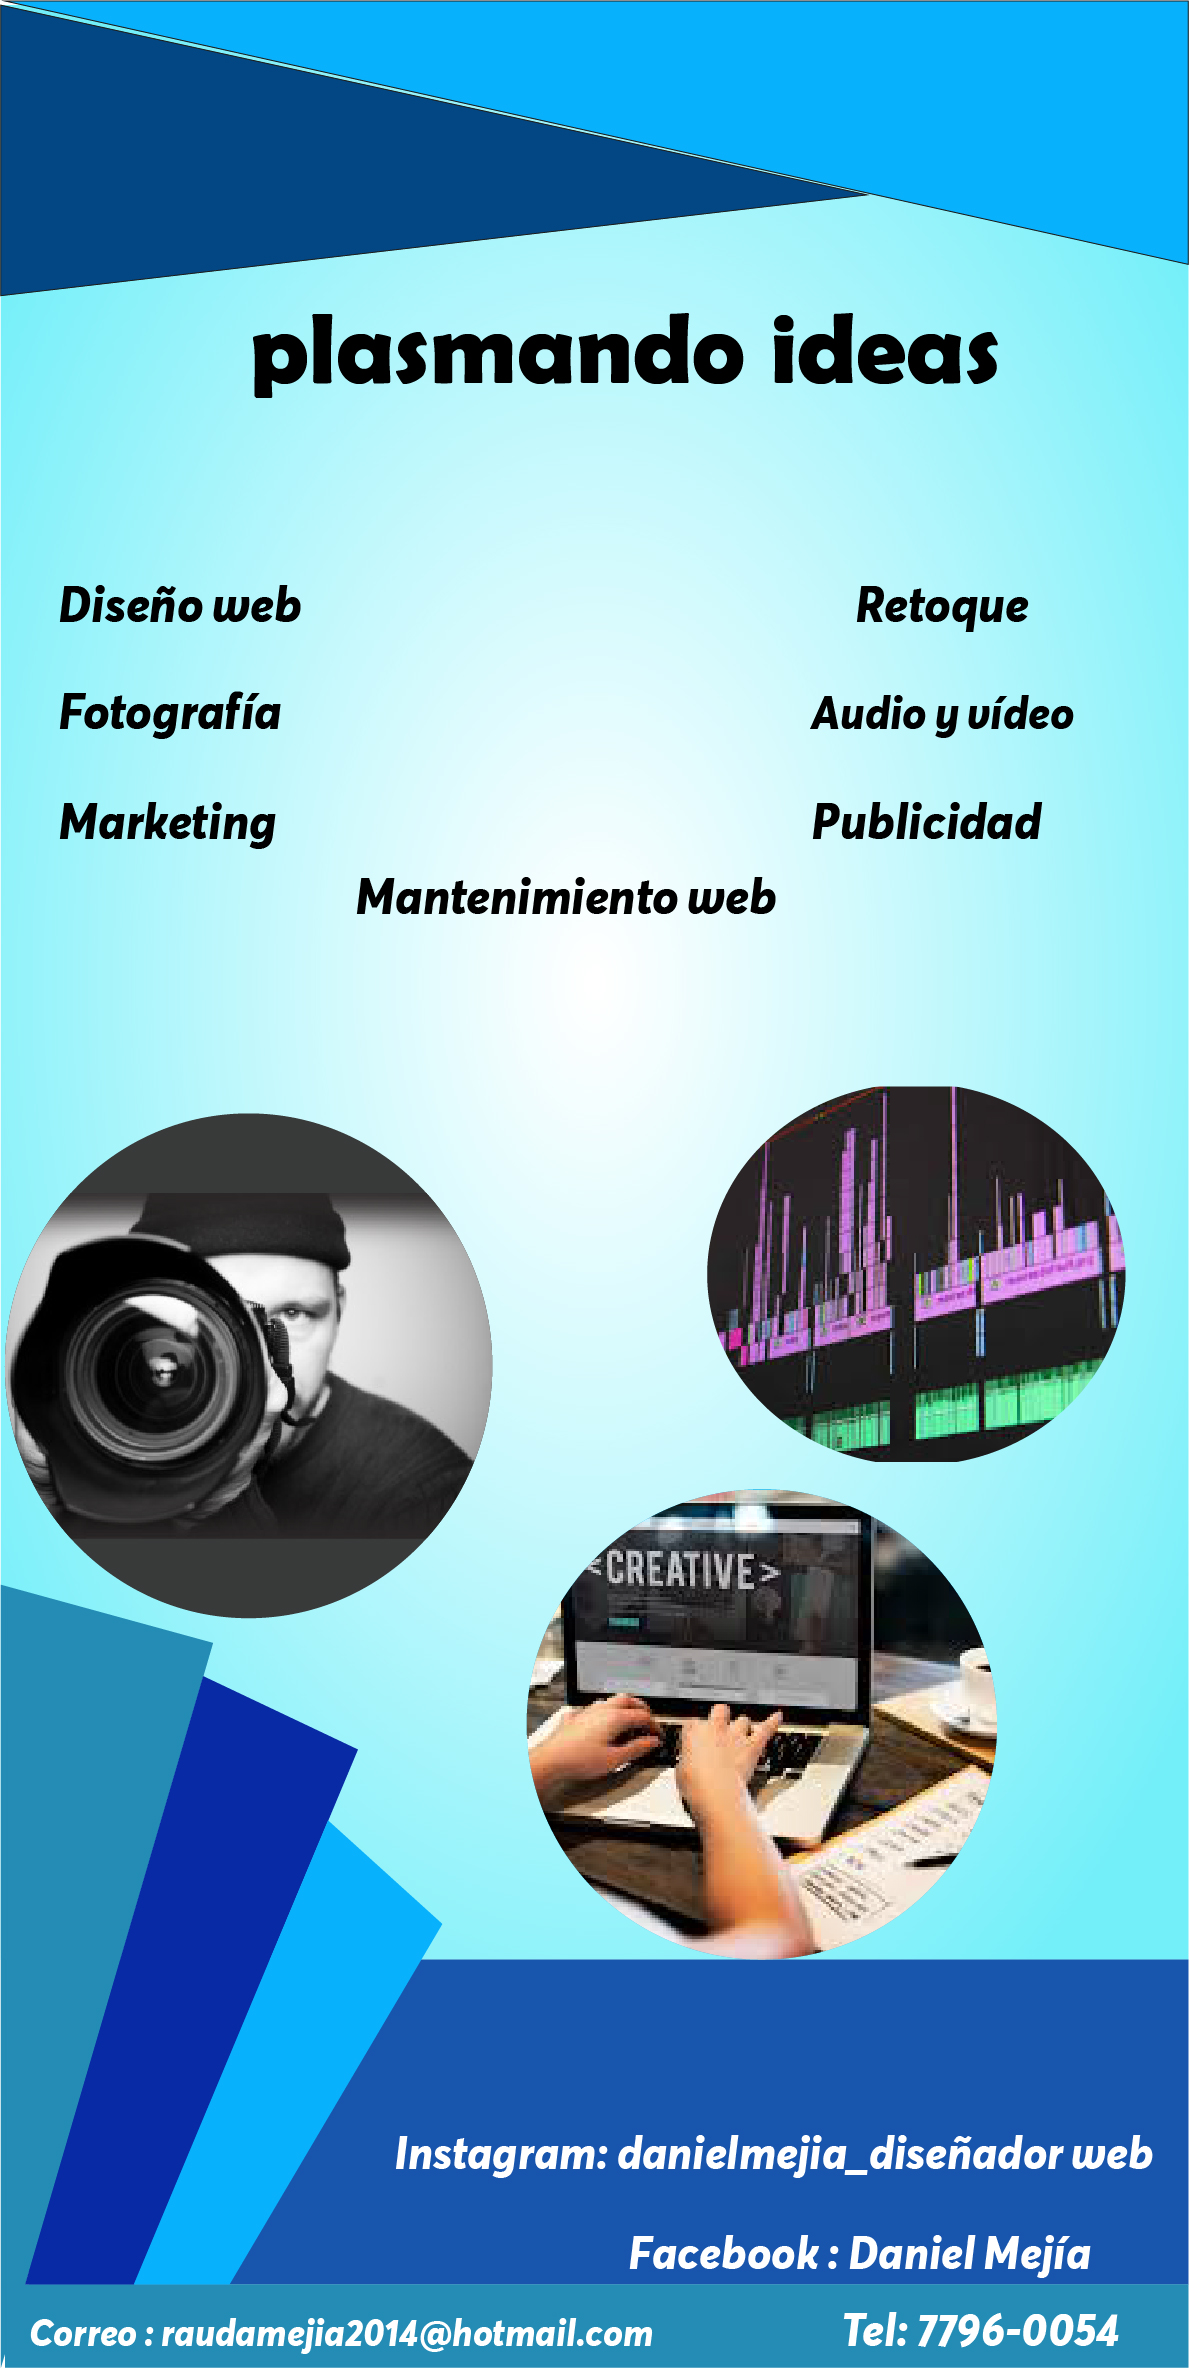 plasmando ideas
Diseño web
Retoque
Fotografía
Audio y vídeo
Marketing
Publicidad
Mantenimiento web
<CREATIVE>
Instagram: danielmejia_diseñador web
Facebook : Daniel Mejía
Correo : raudamejia2014@hotmail.com
Tel: 7796-0054